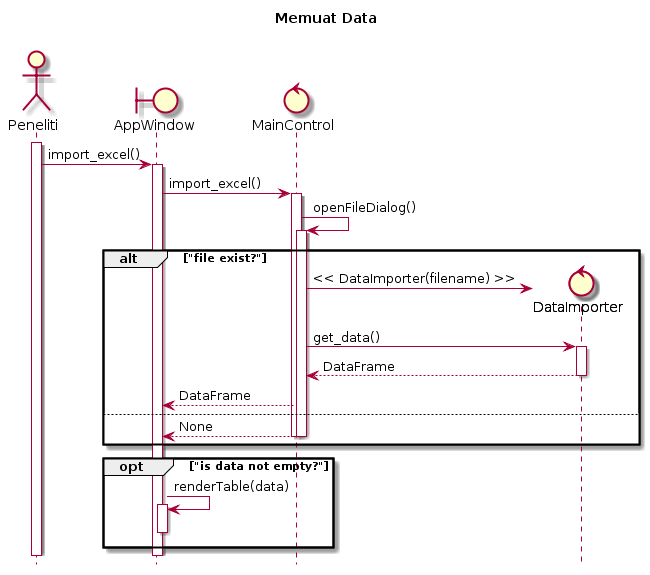 Memuat Data
Peneliti
AppWindow
MainControl
import_excel()
import_excel()
openFileDialog()
alt ["file exist?"]
<< DataImporter(filename) >>
DataImporter
get_data()
DataFrame
DataFrame
None
opt ["is data not empty?"]
renderTable(data)